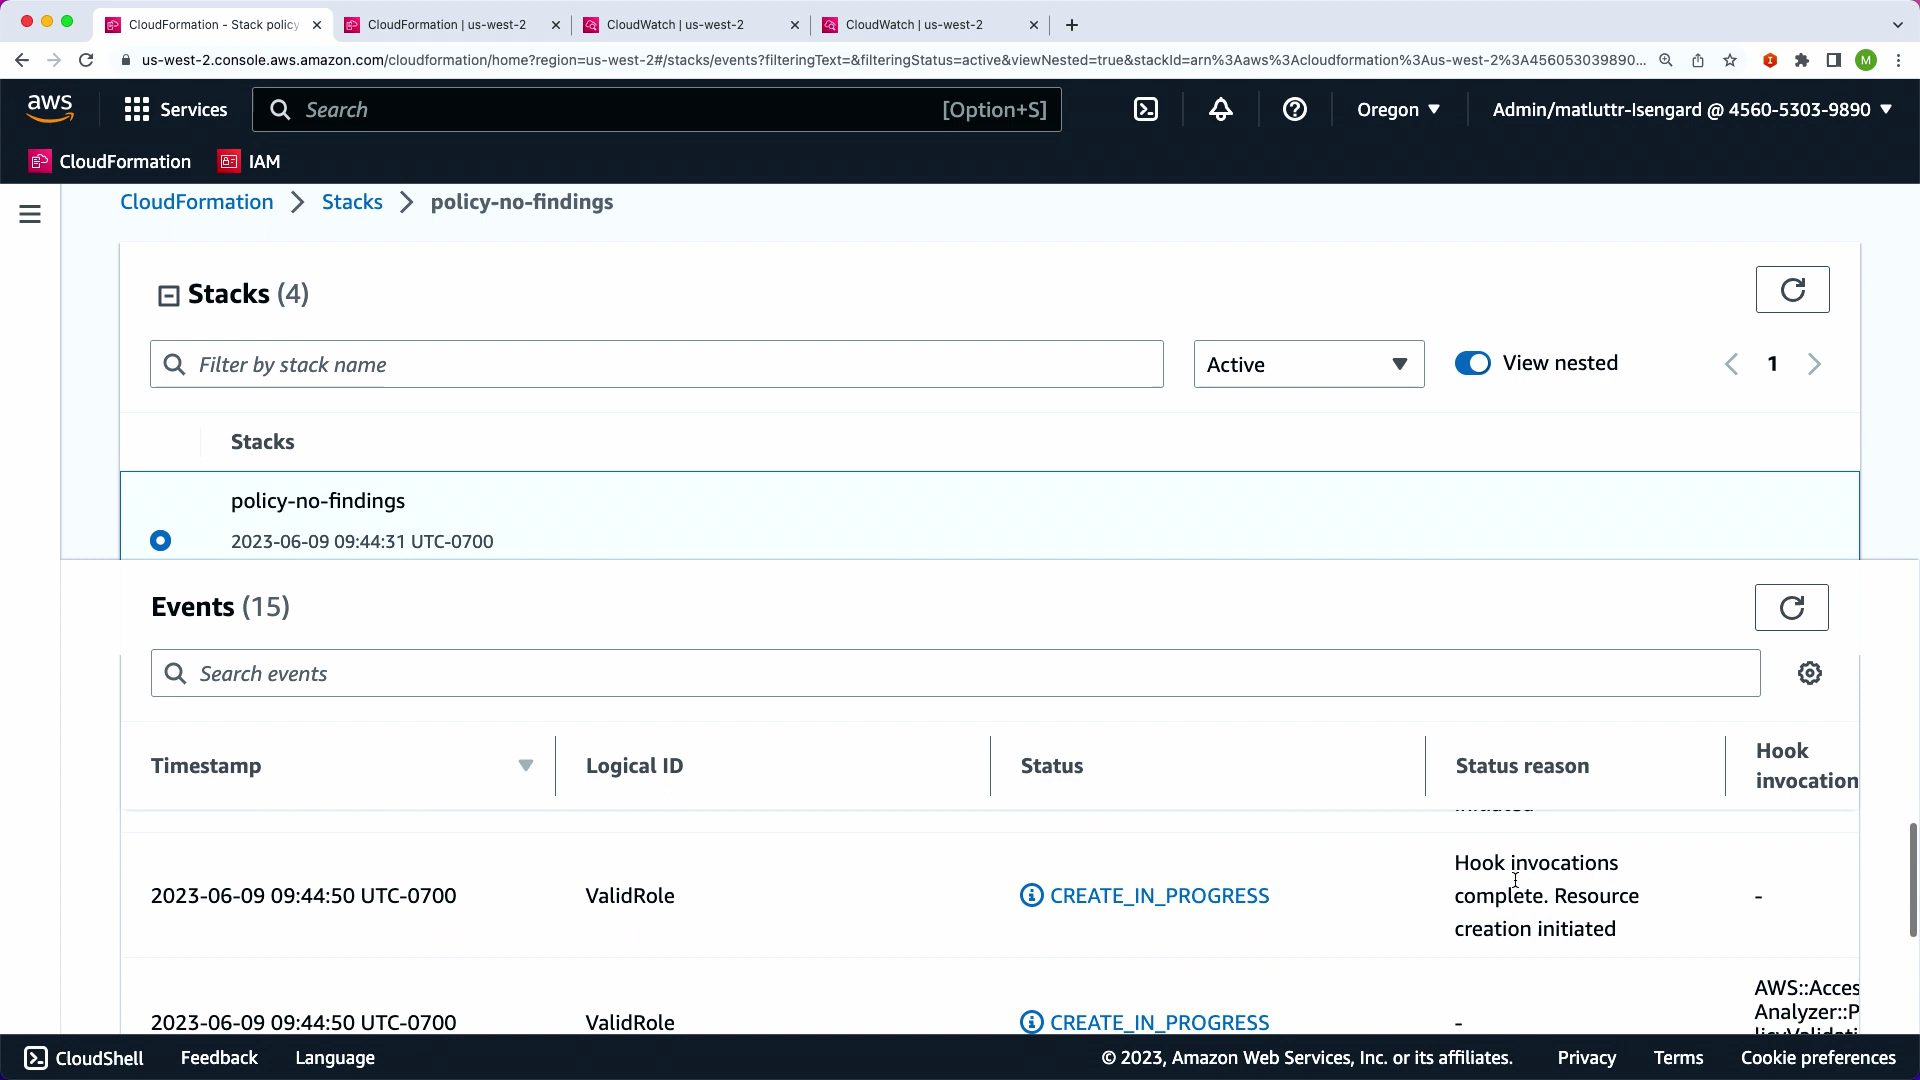 CloudFormation - Stack policy
CloudFormation | us-west-2
CloudWatch | us-west-2
CloudWatch | us-west-2
us-west-2.console.aws.amazon.com/cloudformation/home?region=us-west-2#/stacks/events?filteringText=&filteringStatus=active&viewNested=true&stackId=arn%3Aaws%3Acloudformation%3Aus-west-2%3A456053039890...
M
aws
Services
Search
[Option+S]
Oregon
Admin/matluttr-Isengard @ 4560-5303-9890
CloudFormation
IAM
CloudFormation
Stacks
policy-no-findings
Stacks (4)
Filter by stack name
Active
View nested
1
Stacks
policy-no-findings
2023-06-09 09:44:31 UTC-0700
Events (15)
Search events
Timestamp
Logical ID
Status
Status reason
Hook
invocation
2023-06-09 09:44:50 UTC-0700
ValidRole
CREATE_IN_PROGRESS
Hook invocations
complete. Resource
creation initiated
-
2023-06-09 09:44:50 UTC-0700
ValidRole
CREATE_IN_PROGRESS
-
AWS::Acces
Analyzer::P
CloudShell
Feedback
Language
© 2023, Amazon Web Services, Inc. or its affiliates.
Privacy
Terms
Cookie preferences